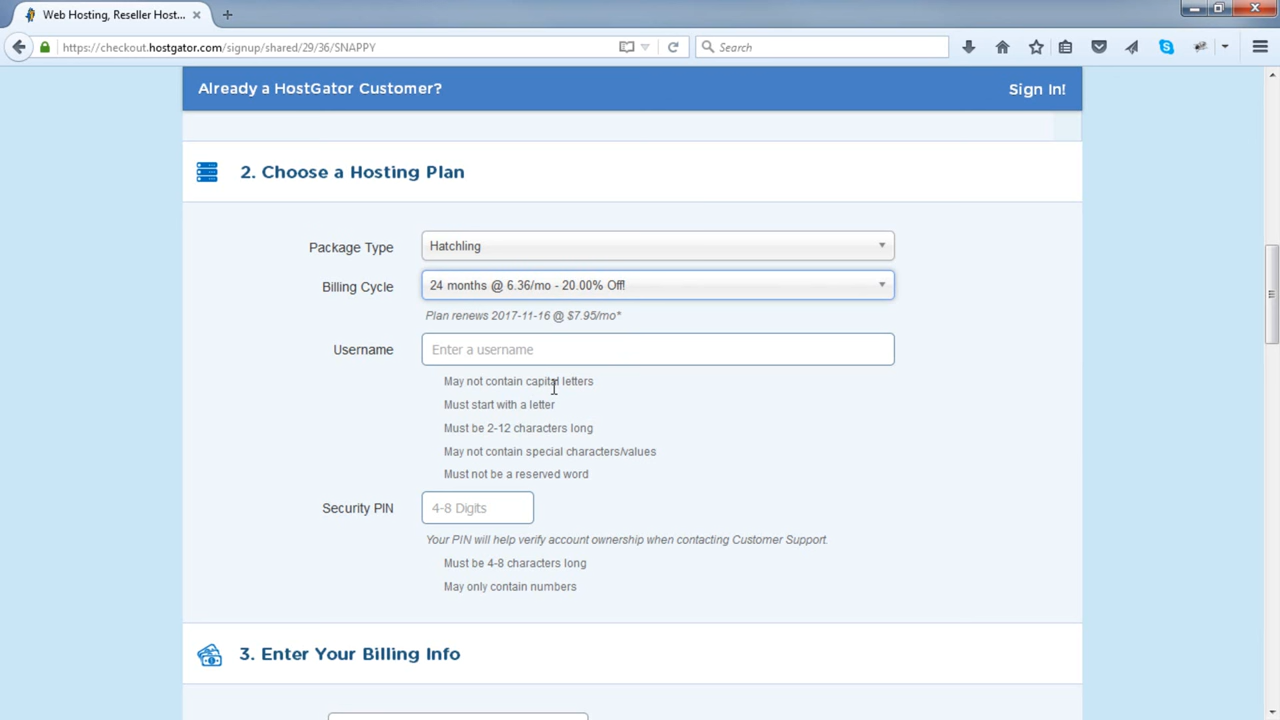 Web Hosting, Reseller Host...
https://checkout.hostgator.com/signup/shared/29/36/SNAPPY
Search
Already a HostGator Customer?
Sign In!
2. Choose a Hosting Plan
Package Type
Hatchling
Billing Cycle
24 months @ 6.36/mo - 20.00% Off!
Plan renews 2017-11-16 @ $7.95/mo*
Username
Enter a username
May not contain capital letters
Must start with a letter
Must be 2-12 characters long
May not contain special characters/values
Must not be a reserved word
Security PIN
4-8 Digits
Your PIN will help verify account ownership when contacting Customer Support.
Must be 4-8 characters long
May only contain numbers
3. Enter Your Billing Info